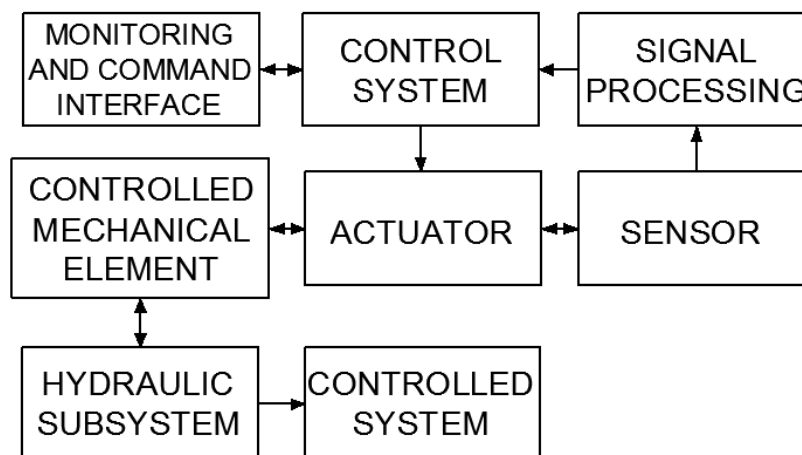 MONITORING
AND COMMAND
INTERFACE
CONTROL
SYSTEM
SIGNAL
PROCESSING
CONTROLLED
MECHANICAL
ELEMENT
ACTUATOR
SENSOR
HYDRAULIC
SUBSYSTEM
CONTROLLED
SYSTEM